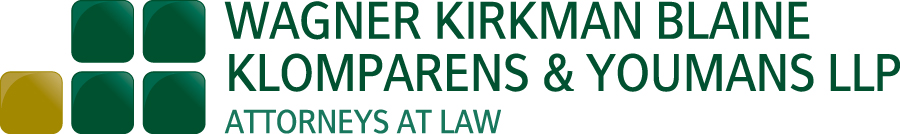 WAGNER KIRKMAN BLAINE
KLOMPARENS & YOUMANS LLP
ATTORNEYS AT LAW